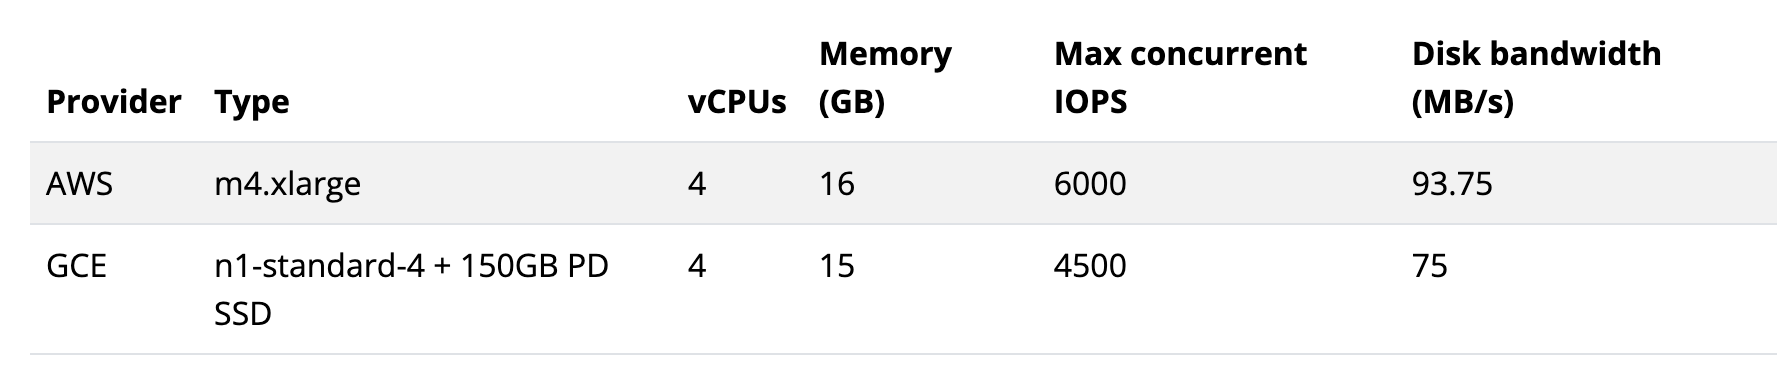 Provider Type vCPUs Memory (GB) Max concurrent IOPS Disk bandwidth (MB/s)
AWS m4.xlarge 4 16 6000 93.75
GCE n1-standard-4 + 150GB PD 4 15 4500 75
SSD